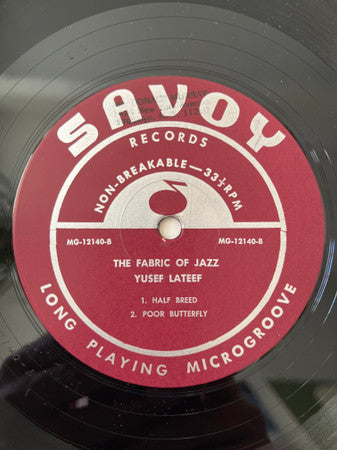 SAVOY
RECORDS
NON-BREAKABLE—33⅓ RPM
MG-12140-B
MG-12140-B
THE FABRIC OF JAZZ
YUSEF LATEEF
1. HALF BREED
2. POOR BUTTERFLY
LONG PLAYING MICROGROOVE